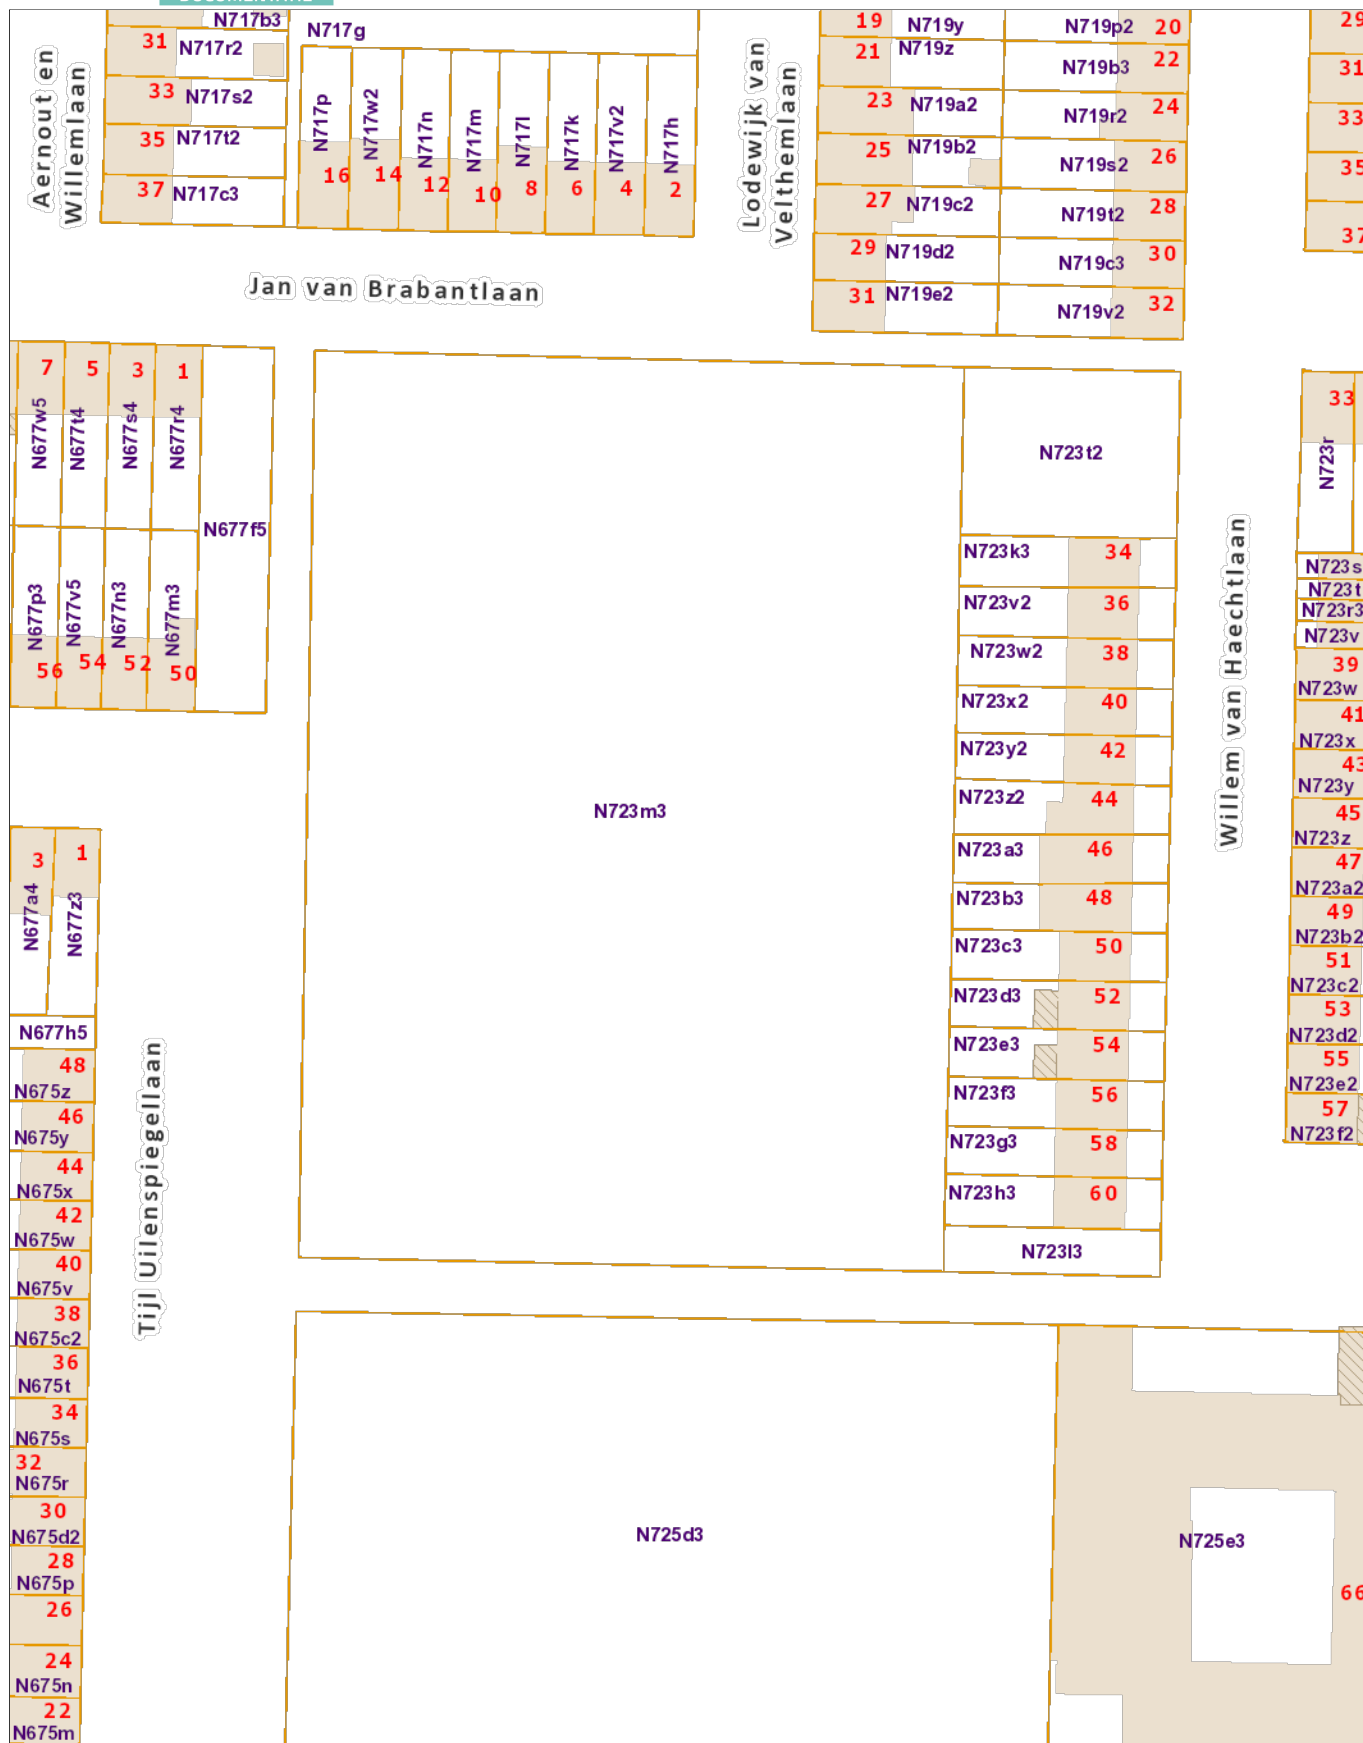 N717b3
N717g
31
N717r2
33
N717s2
35
N717t2
37
N717c3
Aernout en
Willemlaan
N717p
N717w2
N717n
N717m
N717l
N717k
N717v2
N717h
16
14
12
10
8
6
4
2
Lodewijk van
Velthemlaan
19
N719y
N719p2
20
21
N719z
N719b3
22
23
N719a2
N719r2
24
25
N719b2
N719s2
26
27
N719c2
N719t2
28
29
N719d2
N719c3
30
31
N719e2
N719v2
32
29
31
33
35
37
Jan van Brabantlaan
7
5
3
1
N677w5
N677t4
N677s4
N677r4
N677f5
N677p3
N677v5
N677n3
N677m3
56
54
52
50
3
1
N677a4
N677z3
N677h5
48
N675z
46
N675y
44
N675x
42
N675w
40
N675v
38
N675c2
36
N675t
34
N675s
32
N675r
30
N675d2
28
N675p
26
24
N675n
22
N675m
Tijl Uilenspiegellaan
N723m3
N723t2
N723k3
34
N723v2
36
N723w2
38
N723x2
40
N723y2
42
N723z2
44
N723a3
46
N723b3
48
N723c3
50
N723d3
52
N723e3
54
N723f3
56
N723g3
58
N723h3
60
N723l3
Willem van Haechtlaan
33
N723r
N723s
N723t
N723r3
N723v
39
N723w
41
N723x
43
N723y
45
N723z
47
N723a2
49
N723b2
51
N723c2
53
N723d2
55
N723e2
57
N723f2
N725d3
N725e3
66